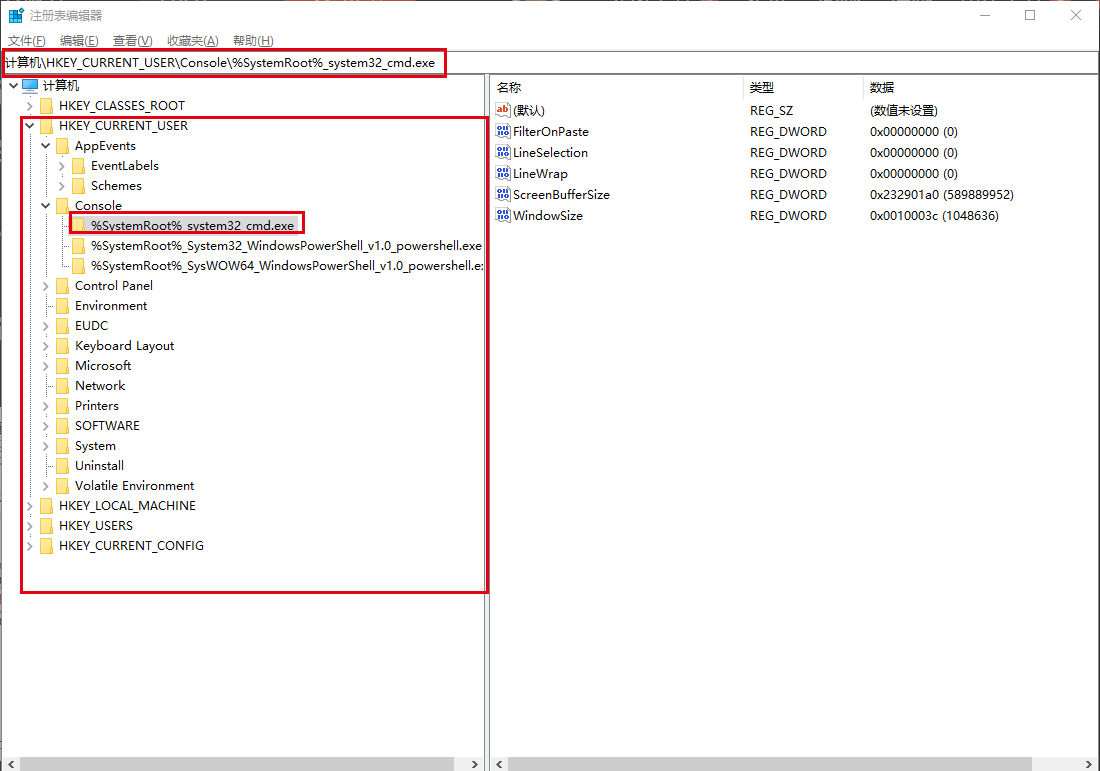 注册表编辑器
文件(F) 编辑(E) 查看(V) 收藏夹(A) 帮助(H)
计算机\HKEY_CURRENT_USER\Console\%SystemRoot%_system32_cmd.exe
计算机
HKEY_CLASSES_ROOT
HKEY_CURRENT_USER
AppEvents
EventLabels
Schemes
Console
%SystemRoot%_system32_cmd.exe
%SystemRoot%_System32_WindowsPowerShell_v1.0_powershell.exe
%SystemRoot%_SysWOW64_WindowsPowerShell_v1.0_powershell.e
Control Panel
Environment
EUDC
Keyboard Layout
Microsoft
Network
Printers
SOFTWARE
System
Uninstall
Volatile Environment
HKEY_LOCAL_MACHINE
HKEY_USERS
HKEY_CURRENT_CONFIG
名称 类型 数据
(默认) REG_SZ (数值未设置)
FilterOnPaste REG_DWORD 0x00000000 (0)
LineSelection REG_DWORD 0x00000000 (0)
LineWrap REG_DWORD 0x00000000 (0)
ScreenBufferSize REG_DWORD 0x232901a0 (589889952)
WindowSize REG_DWORD 0x0010003c (1048636)